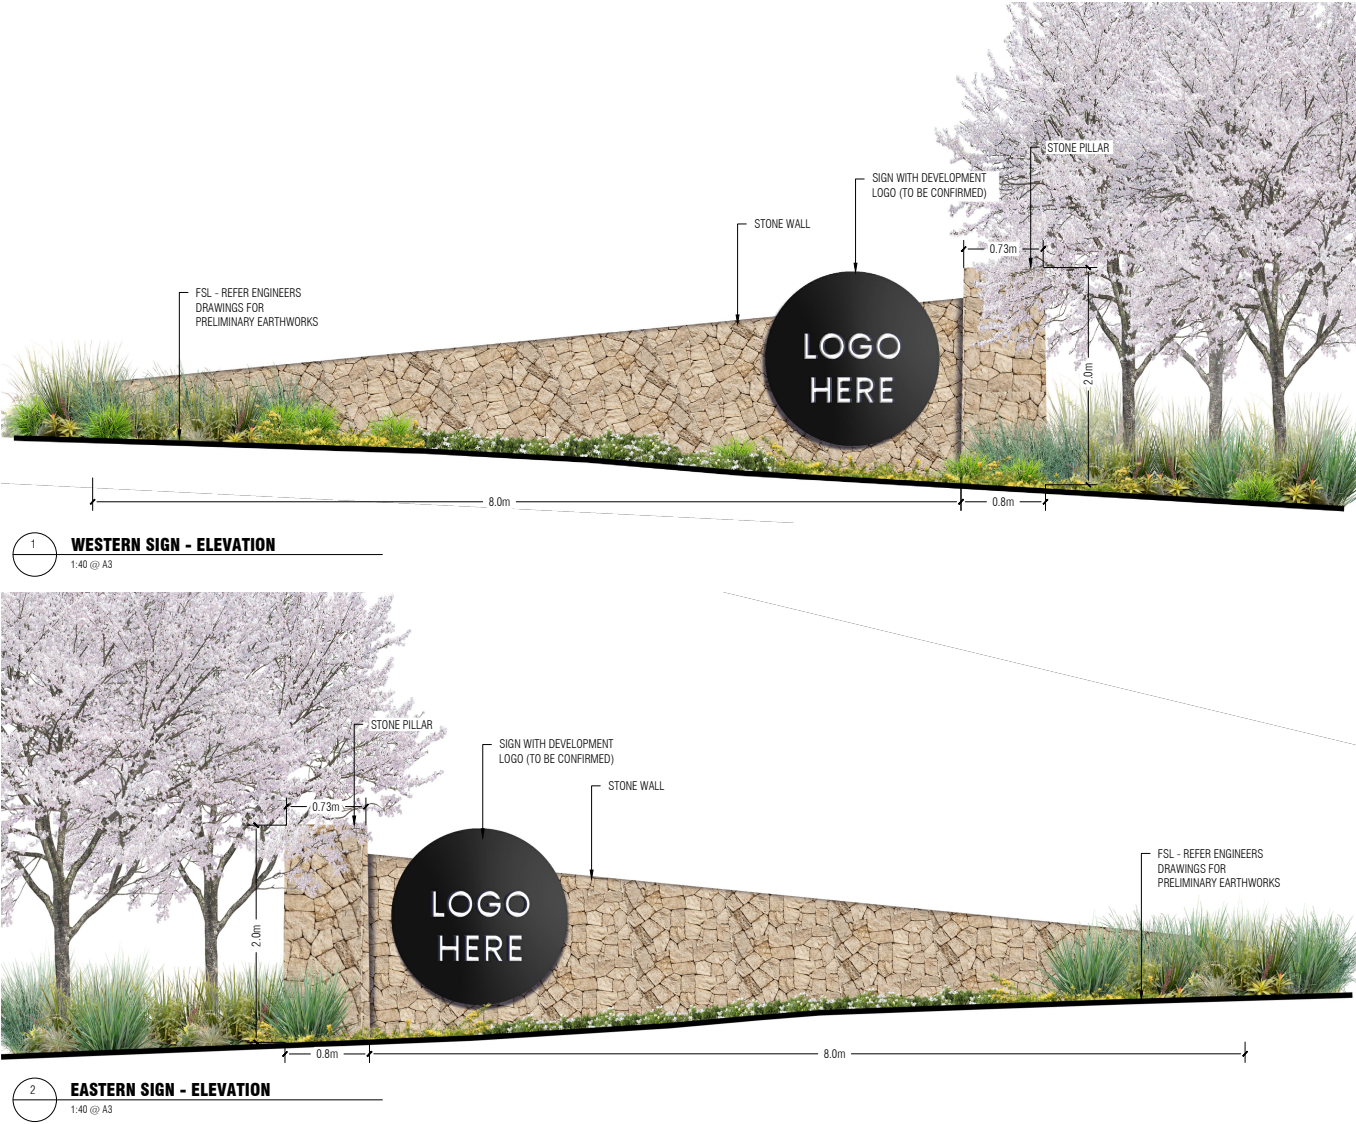 STONE PILLAR
SIGN WITH DEVELOPMENT
LOGO (TO BE CONFIRMED)
STONE WALL
0.73m
FSL - REFER ENGINEERS
DRAWINGS FOR
PRELIMINARY EARTHWORKS
LOGO
HERE
2.0m
8.0m
0.8m
1
WESTERN SIGN - ELEVATION
1:40 @ A3
STONE PILLAR
SIGN WITH DEVELOPMENT
LOGO (TO BE CONFIRMED)
STONE WALL
0.73m
FSL - REFER ENGINEERS
DRAWINGS FOR
PRELIMINARY EARTHWORKS
LOGO
HERE
2.0m
0.8m
8.0m
2
EASTERN SIGN - ELEVATION
1:40 @ A3